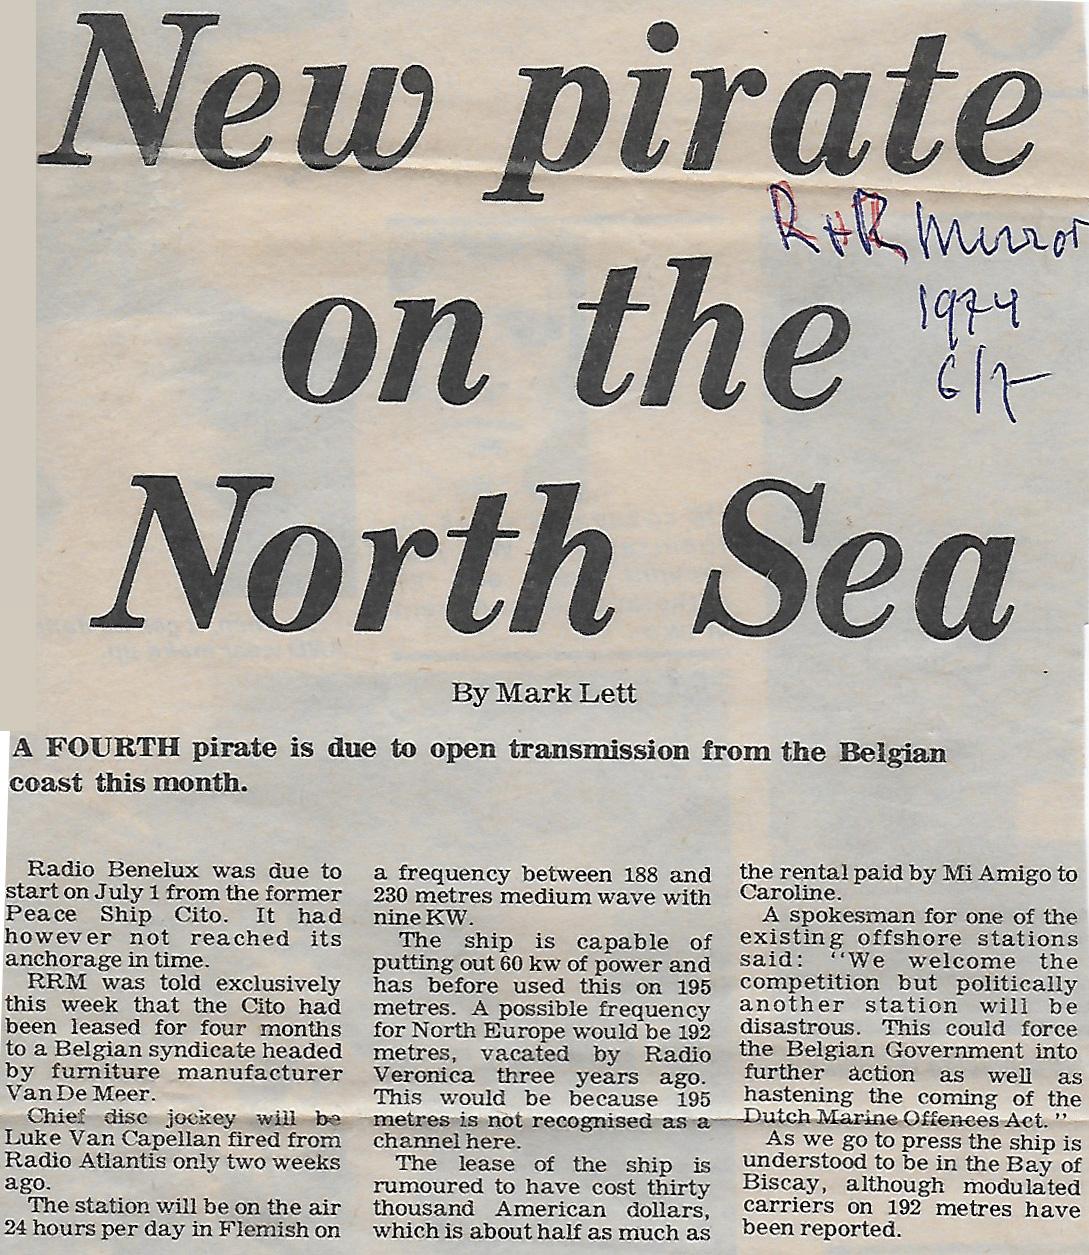 New pirate
on the
North Sea
R+R Mirror
1974
6/7
By Mark Lett
A FOURTH pirate is due to open transmission from the Belgian
coast this month.
Radio Benelux was due to
start on July 1 from the former
Peace Ship Cito. It had
however not reached its
anchorage in time.
RRM was told exclusively
this week that the Cito had
been leased for four months
to a Belgian syndicate headed
by furniture manufacturer
Van De Meer.
Chief disc jockey will be
Luke Van Capellan fired from
Radio Atlantis only two weeks
ago.
The station will be on the air
24 hours per day in Flemish on
a frequency between 188 and
230 metres medium wave with
nine KW.
The ship is capable of
putting out 60 kw of power and
has before used this on 195
metres. A possible frequency
for North Europe would be 192
metres, vacated by Radio
Veronica three years ago.
This would be because 195
metres is not recognised as a
channel here.
The lease of the ship is
rumoured to have cost thirty
thousand American dollars,
which is about half as much as
the rental paid by Mi Amigo to
Caroline.
A spokesman for one of the
existing offshore stations
said: "We welcome the
competition but politically
another station will be
disastrous. This could force
the Belgian Government into
further action as well as
hastening the coming of the
Dutch Marine Offences Act."
As we go to press the ship is
understood to be in the Bay of
Biscay, although modulated
carriers on 192 metres have
been reported.